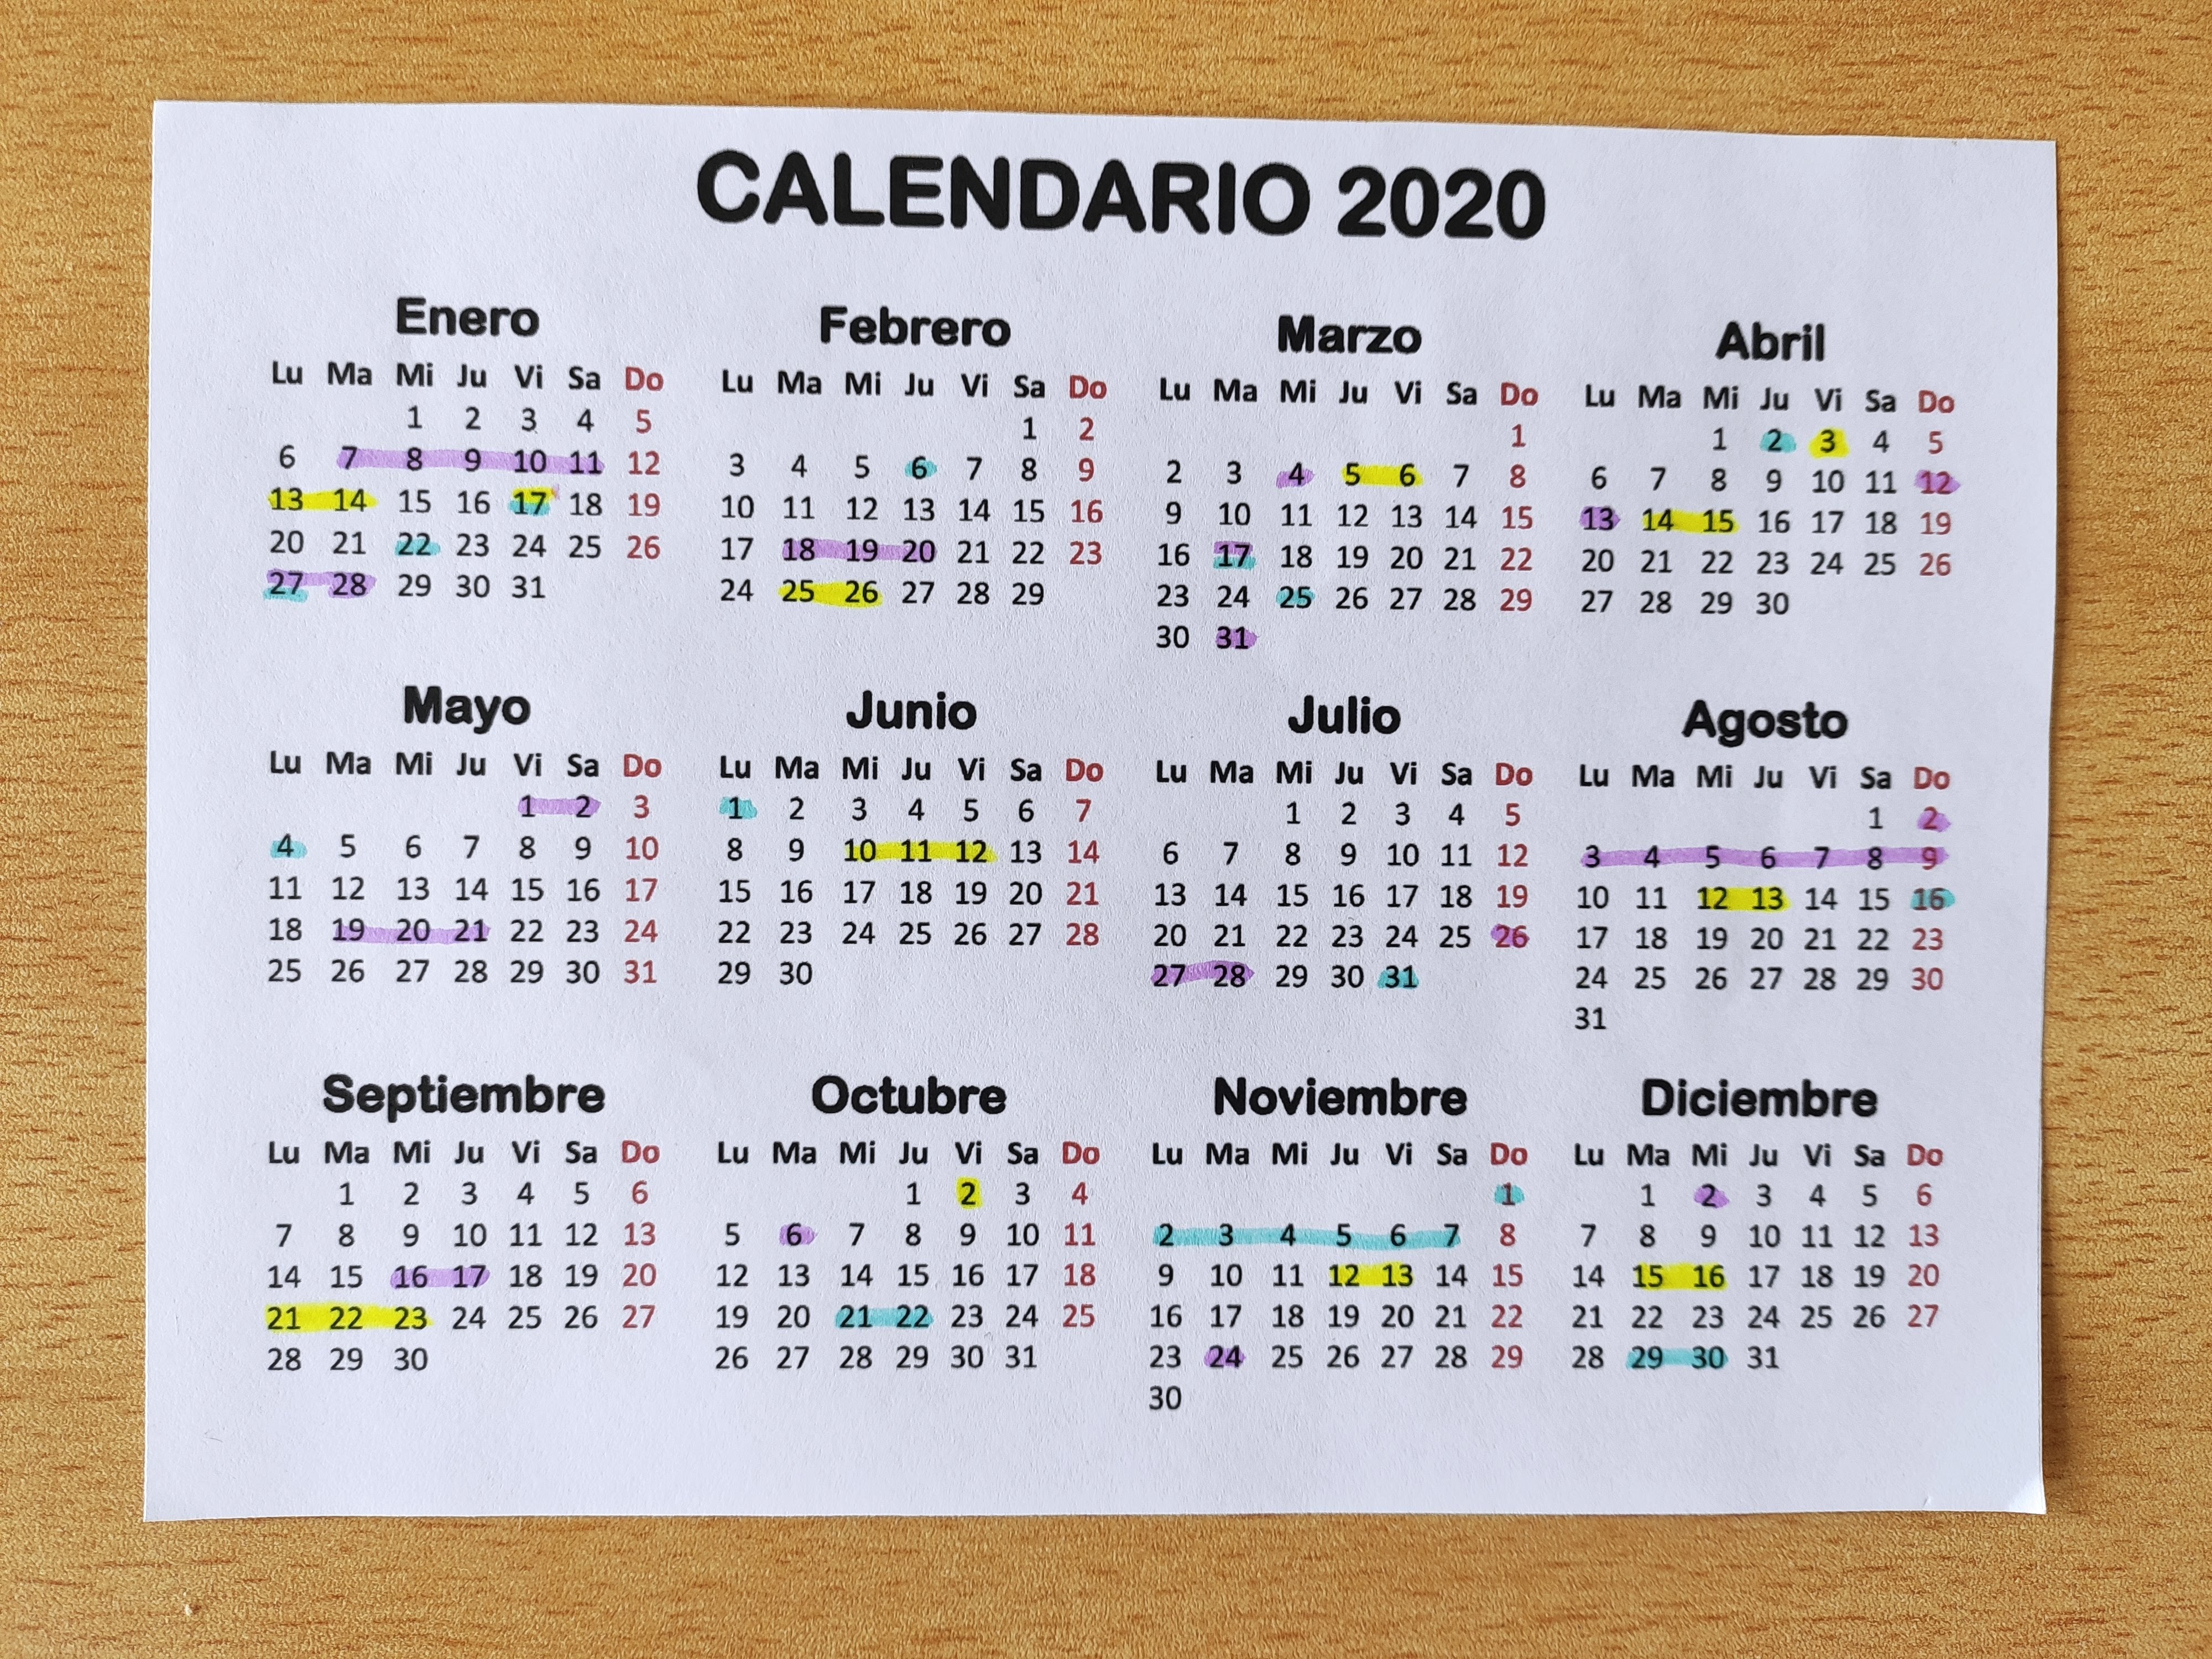 CALENDARIO 2020
Enero
Lu Ma Mi Ju Vi Sa Do
1 2 3 4 5
6 7 8 9 10 11 12
13 14 15 16 17 18 19
20 21 22 23 24 25 26
27 28 29 30 31
Febrero
Lu Ma Mi Ju Vi Sa Do
1 2
3 4 5 6 7 8 9
10 11 12 13 14 15 16
17 18 19 20 21 22 23
24 25 26 27 28 29
Marzo
Lu Ma Mi Ju Vi Sa Do
1
2 3 4 5 6 7 8
9 10 11 12 13 14 15
16 17 18 19 20 21 22
23 24 25 26 27 28 29
30 31
Abril
Lu Ma Mi Ju Vi Sa Do
1 2 3 4 5
6 7 8 9 10 11 12
13 14 15 16 17 18 19
20 21 22 23 24 25 26
27 28 29 30
Mayo
Lu Ma Mi Ju Vi Sa Do
1 2 3
4 5 6 7 8 9 10
11 12 13 14 15 16 17
18 19 20 21 22 23 24
25 26 27 28 29 30 31
Junio
Lu Ma Mi Ju Vi Sa Do
1 2 3 4 5 6 7
8 9 10 11 12 13 14
15 16 17 18 19 20 21
22 23 24 25 26 27 28
29 30
Julio
Lu Ma Mi Ju Vi Sa Do
1 2 3 4 5
6 7 8 9 10 11 12
13 14 15 16 17 18 19
20 21 22 23 24 25 26
27 28 29 30 31
Agosto
Lu Ma Mi Ju Vi Sa Do
1 2
3 4 5 6 7 8 9
10 11 12 13 14 15 16
17 18 19 20 21 22 23
24 25 26 27 28 29 30
31
Septiembre
Lu Ma Mi Ju Vi Sa Do
1 2 3 4 5 6
7 8 9 10 11 12 13
14 15 16 17 18 19 20
21 22 23 24 25 26 27
28 29 30
Octubre
Lu Ma Mi Ju Vi Sa Do
1 2 3 4
5 6 7 8 9 10 11
12 13 14 15 16 17 18
19 20 21 22 23 24 25
26 27 28 29 30 31
Noviembre
Lu Ma Mi Ju Vi Sa Do
1
2 3 4 5 6 7 8
9 10 11 12 13 14 15
16 17 18 19 20 21 22
23 24 25 26 27 28 29
30
Diciembre
Lu Ma Mi Ju Vi Sa Do
1 2 3 4 5 6
7 8 9 10 11 12 13
14 15 16 17 18 19 20
21 22 23 24 25 26 27
28 29 30 31